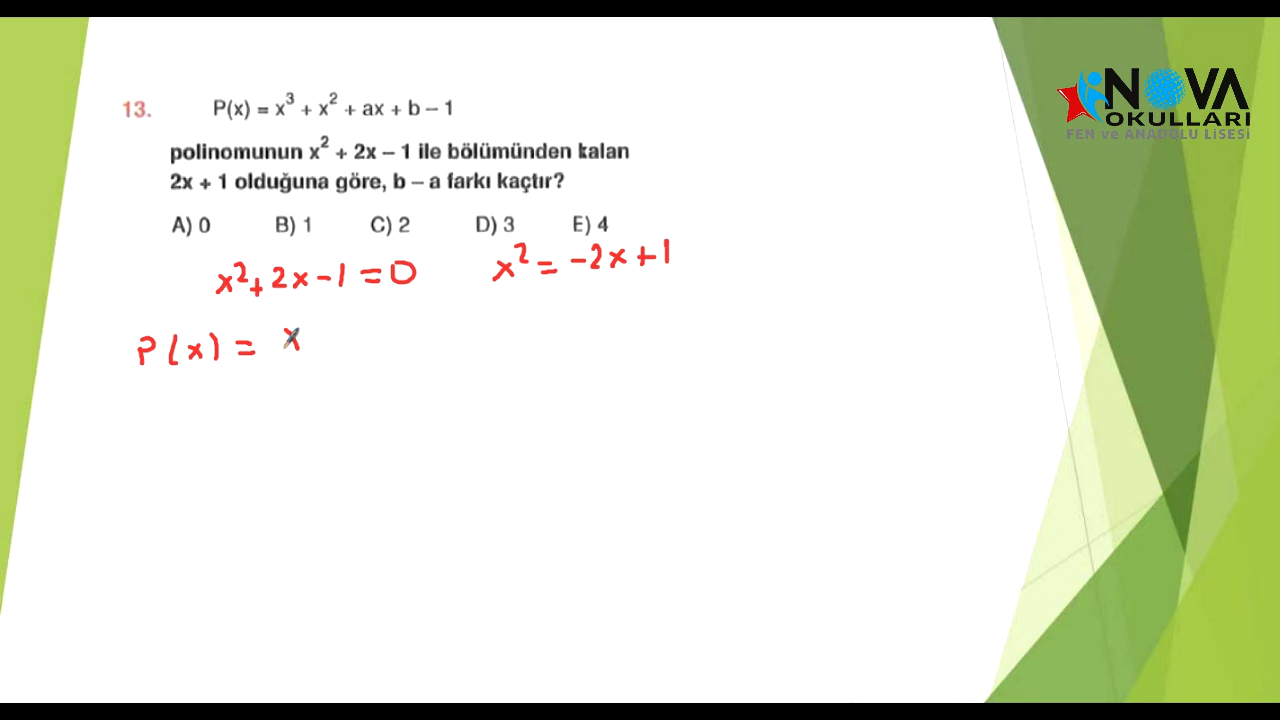 NOVA
OKULLARI
FEN ve ANADOLU LİSESİ
13. P(x) = x³ + x² + ax + b – 1
polinomunun x² + 2x – 1 ile bölümünden kalan
2x + 1 olduğuna göre, b – a farkı kaçtır?
A) 0 B) 1 C) 2 D) 3 E) 4
x²+2x-1=0 x²=-2x+1
P(x) = x